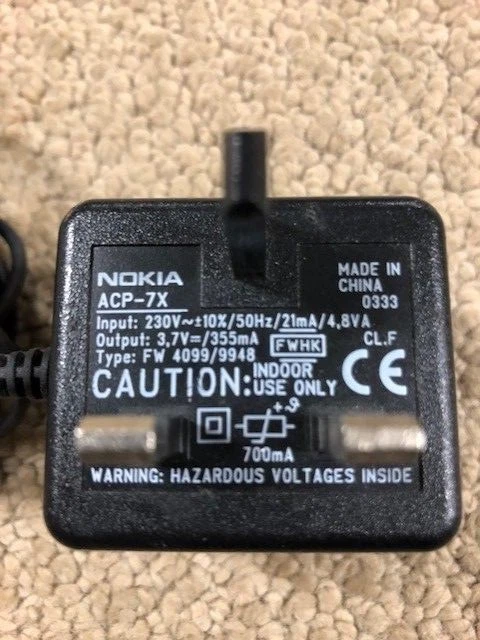 NOKIA
ACP-7X
MADE IN
CHINA
0333
Input: 230V~±10%/50Hz/21mA/4,8VA
Output: 3,7V=/355mA
FWHK
CL.F
Type: FW 4099/9948
CAUTION: INDOOR
USE ONLY
CE
700mA
WARNING: HAZARDOUS VOLTAGES INSIDE